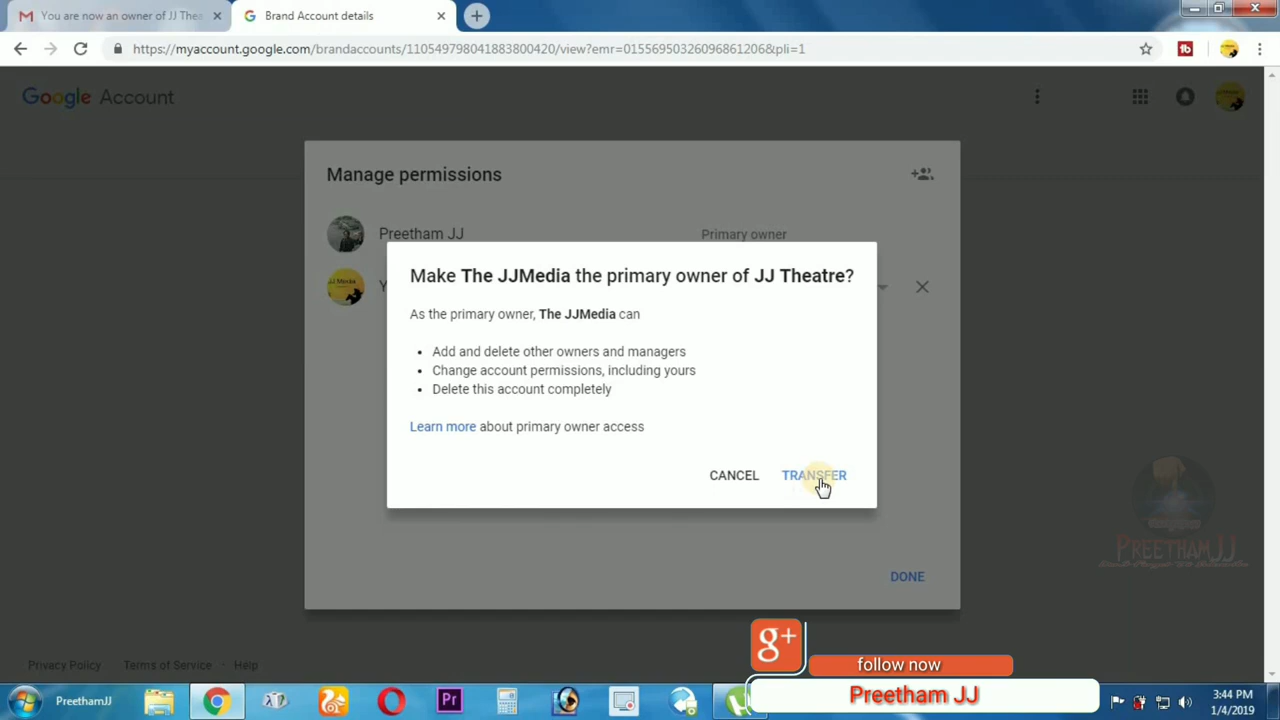 You are now an owner of JJ Thea
Brand Account details
https://myaccount.google.com/brandaccounts/110549798041883800420/view?emr=0155695032609686120​6&pli=1
Google Account
Manage permissions
Preetham JJ
Primary owner
Y
Make The JJMedia the primary owner of JJ Theatre?
As the primary owner, The JJMedia can
• Add and delete other owners and managers
• Change account permissions, including yours
• Delete this account completely
Learn more about primary owner access
CANCEL TRANSFER
PreethamJJ
DONE
g+
follow now
Preetham JJ
Privacy Policy · Terms of Service · Help
PreethamJJ
Pr
3:44 PM
1/4/2019